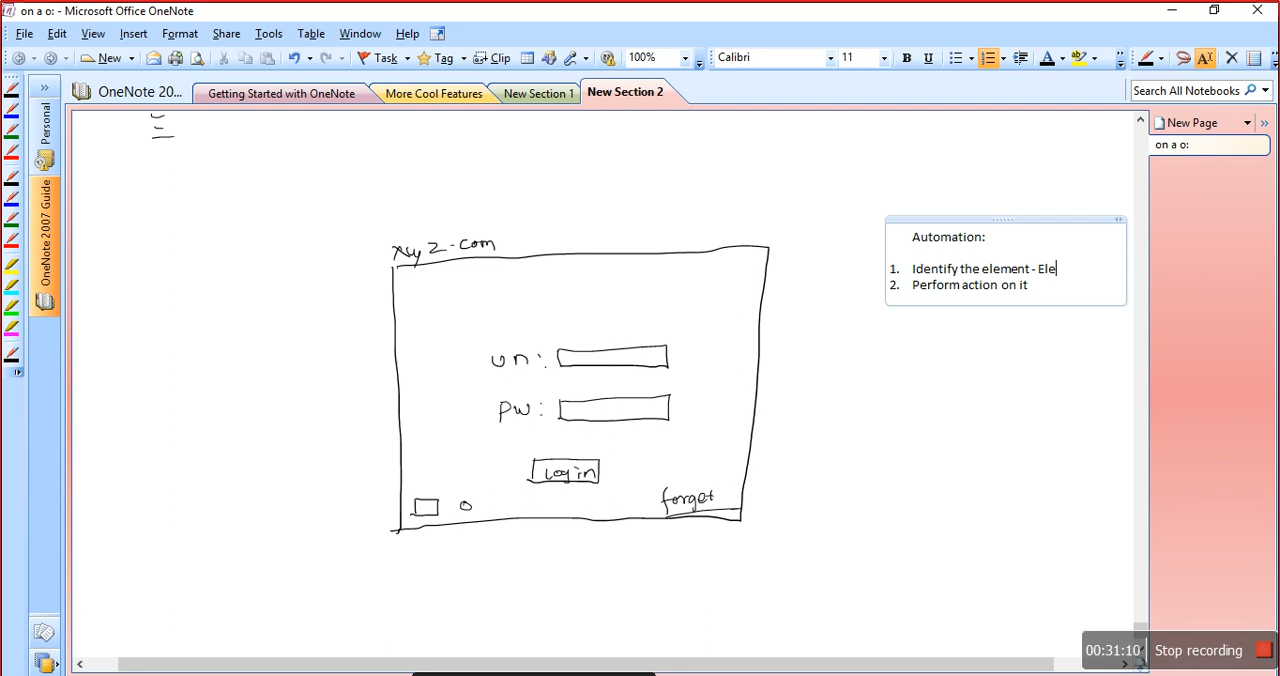 on a o: - Microsoft Office OneNote
File Edit View Insert Format Share Tools Table Window Help
New Task Tag Clip 100% Calibri 11 B U A ab
OneNote 20... Getting Started with OneNote More Cool Features New Section 1 New Section 2 Search All Notebooks
New Page
on a o:
Personal
OneNote 2007 Guide
Automation:
1. Identify the element - Ele
2. Perform action on it
xyz.com
un:
pw:
Login
forget
00:31:10 Stop recording